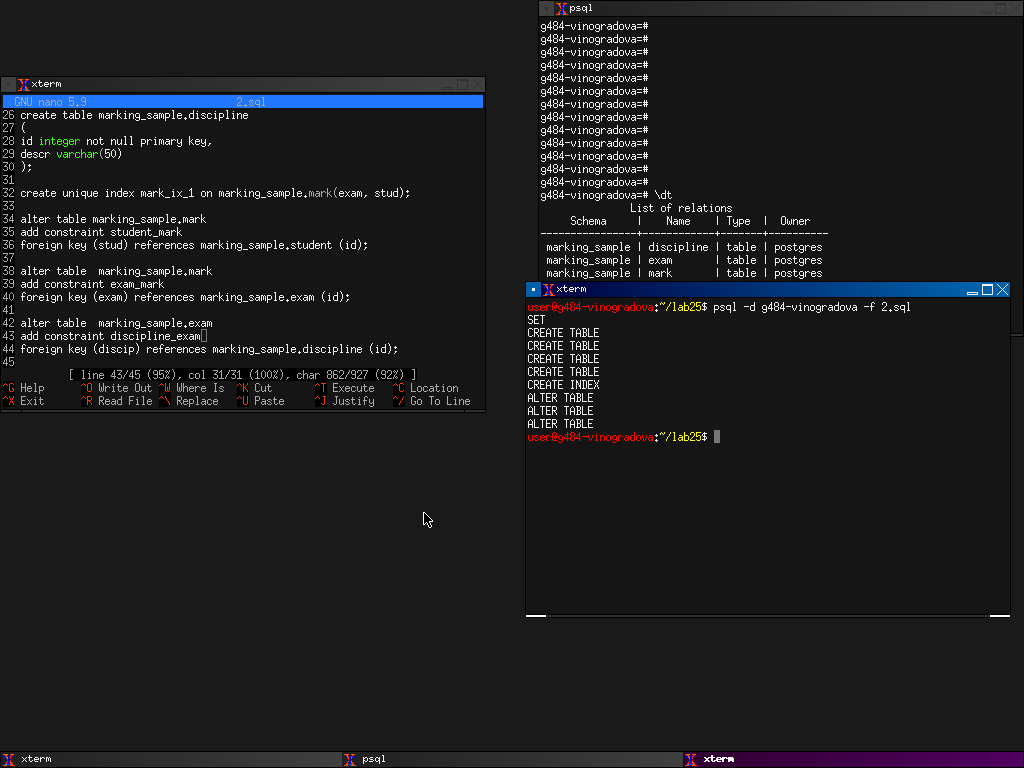 xterm
GNU nano 5.9 2.sql
26 create table marking_sample.discipline
27 (
28 id integer not null primary key,
29 descr varchar(50)
30 );
31
32 create unique index mark_ix_1 on marking_sample.mark(exam, stud);
33
34 alter table marking_sample.mark
35 add constraint student_mark
36 foreign key (stud) references marking_sample.student (id);
37
38 alter table  marking_sample.mark
39 add constraint exam_mark
40 foreign key (exam) references marking_sample.exam (id);
41
42 alter table  marking_sample.exam
43 add constraint discipline_exam
44 foreign key (discip) references marking_sample.discipline (id);
45
[ line 43/45 (95%), col 31/31 (100%), char 862/927 (92%) ]
^G Help ^O Write Out ^W Where Is ^K Cut ^T Execute ^C Location
^X Exit ^R Read File ^\ Replace ^U Paste ^J Justify ^/ Go To Line
psql
g484-vinogradova=#
g484-vinogradova=#
g484-vinogradova=#
g484-vinogradova=#
g484-vinogradova=#
g484-vinogradova=#
g484-vinogradova=#
g484-vinogradova=#
g484-vinogradova=#
g484-vinogradova=#
g484-vinogradova=#
g484-vinogradova=#
g484-vinogradova=#
g484-vinogradova=# \dt
List of relations
Schema | Name | Type | Owner
----------------+------------+-------+----------
marking_sample | discipline | table | postgres
marking_sample | exam | table | postgres
marking_sample | mark | table | postgres
xterm
user@g484-vinogradova:~/lab25$ psql -d g484-vinogradova -f 2.sql
SET
CREATE TABLE
CREATE TABLE
CREATE TABLE
CREATE TABLE
CREATE INDEX
ALTER TABLE
ALTER TABLE
ALTER TABLE
user@g484-vinogradova:~/lab25$
xterm
psql
xterm